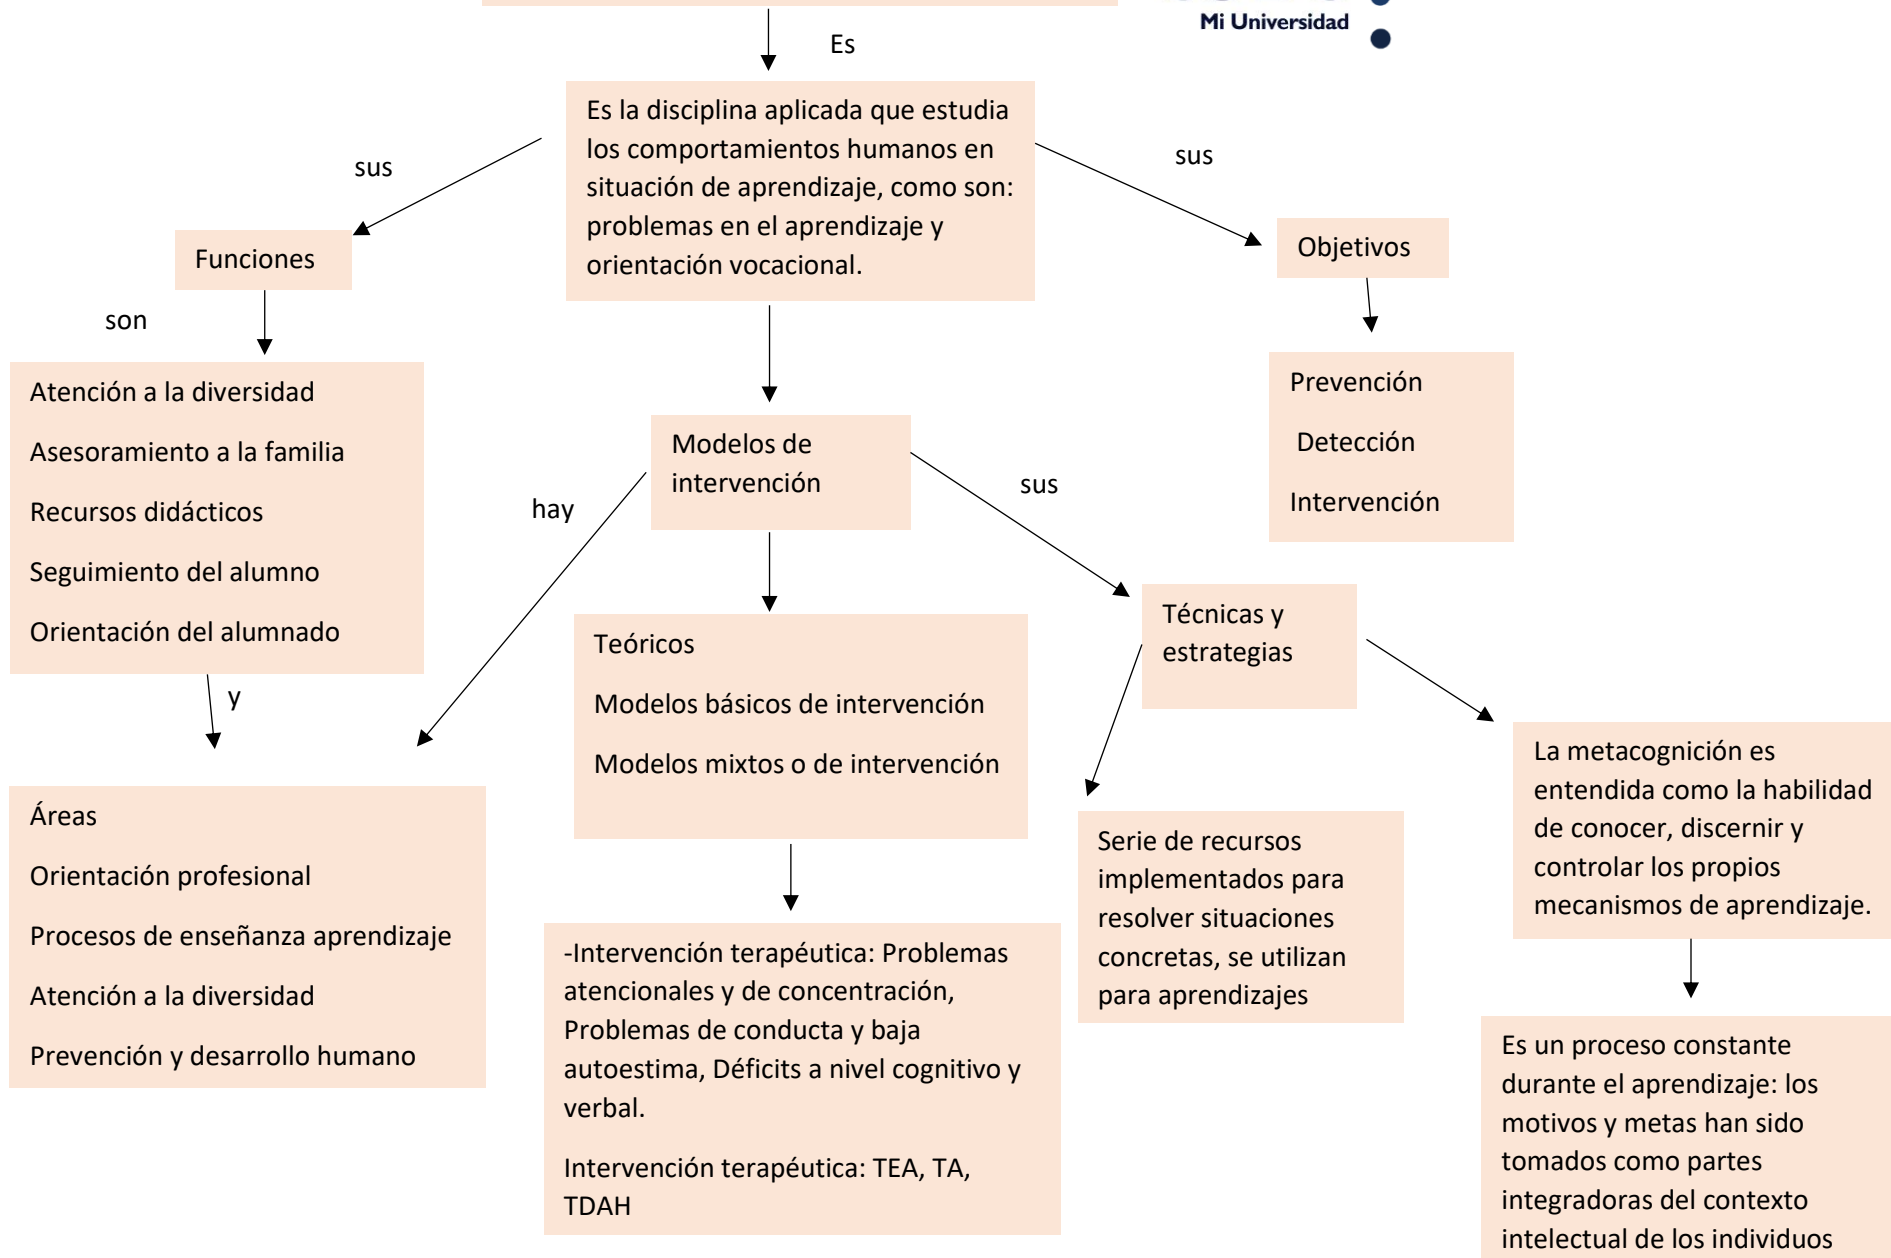 Mi Universidad
Es
Es la disciplina aplicada que estudia
los comportamientos humanos en
situación de aprendizaje, como son:
problemas en el aprendizaje y
orientación vocacional.
sus
sus
Funciones
Objetivos
son
Atención a la diversidad
Asesoramiento a la familia
Recursos didácticos
Seguimiento del alumno
Orientación del alumnado
Prevención
Detección
Intervención
Modelos de
intervención
hay
sus
Técnicas y
estrategias
Teóricos
Modelos básicos de intervención
Modelos mixtos o de intervención
y
Áreas
Orientación profesional
Procesos de enseñanza aprendizaje
Atención a la diversidad
Prevención y desarrollo humano
-Intervención terapéutica: Problemas
atencionales y de concentración,
Problemas de conducta y baja
autoestima, Déficits a nivel cognitivo y
verbal.
Intervención terapéutica: TEA, TA,
TDAH
Serie de recursos
implementados para
resolver situaciones
concretas, se utilizan
para aprendizajes
La metacognición es
entendida como la habilidad
de conocer, discernir y
controlar los propios
mecanismos de aprendizaje.
Es un proceso constante
durante el aprendizaje: los
motivos y metas han sido
tomados como partes
integradoras del contexto
intelectual de los individuos